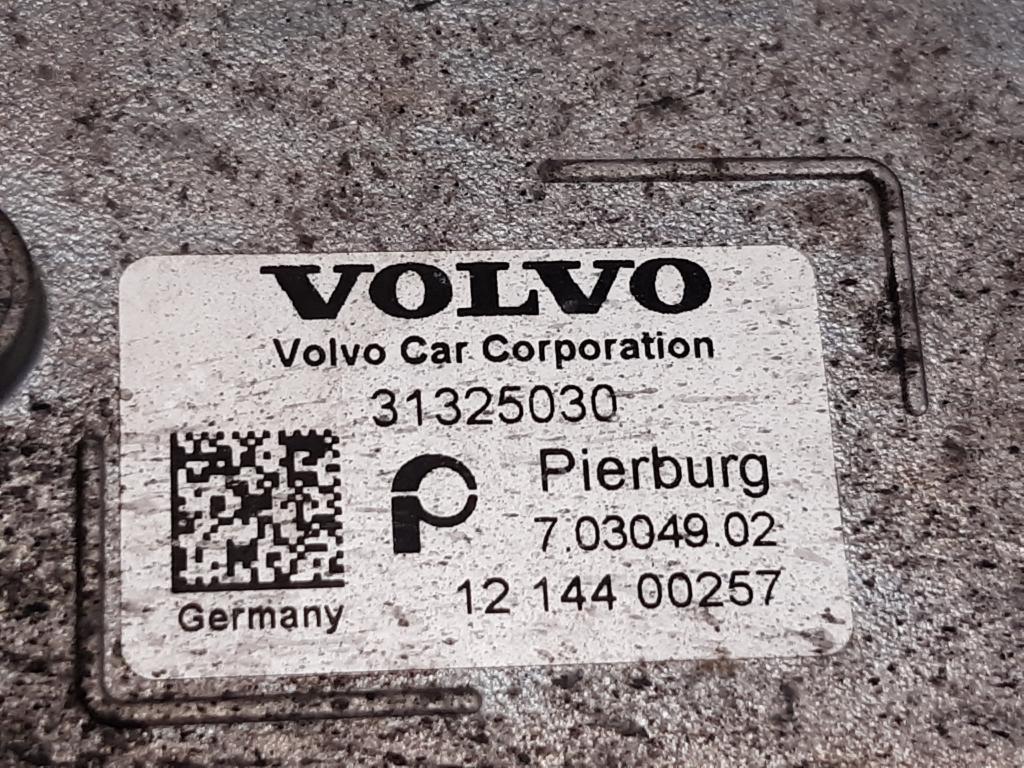 VOLVO
Volvo Car Corporation
31325030
Pierburg
7.03049.02
12 144 00257
Germany